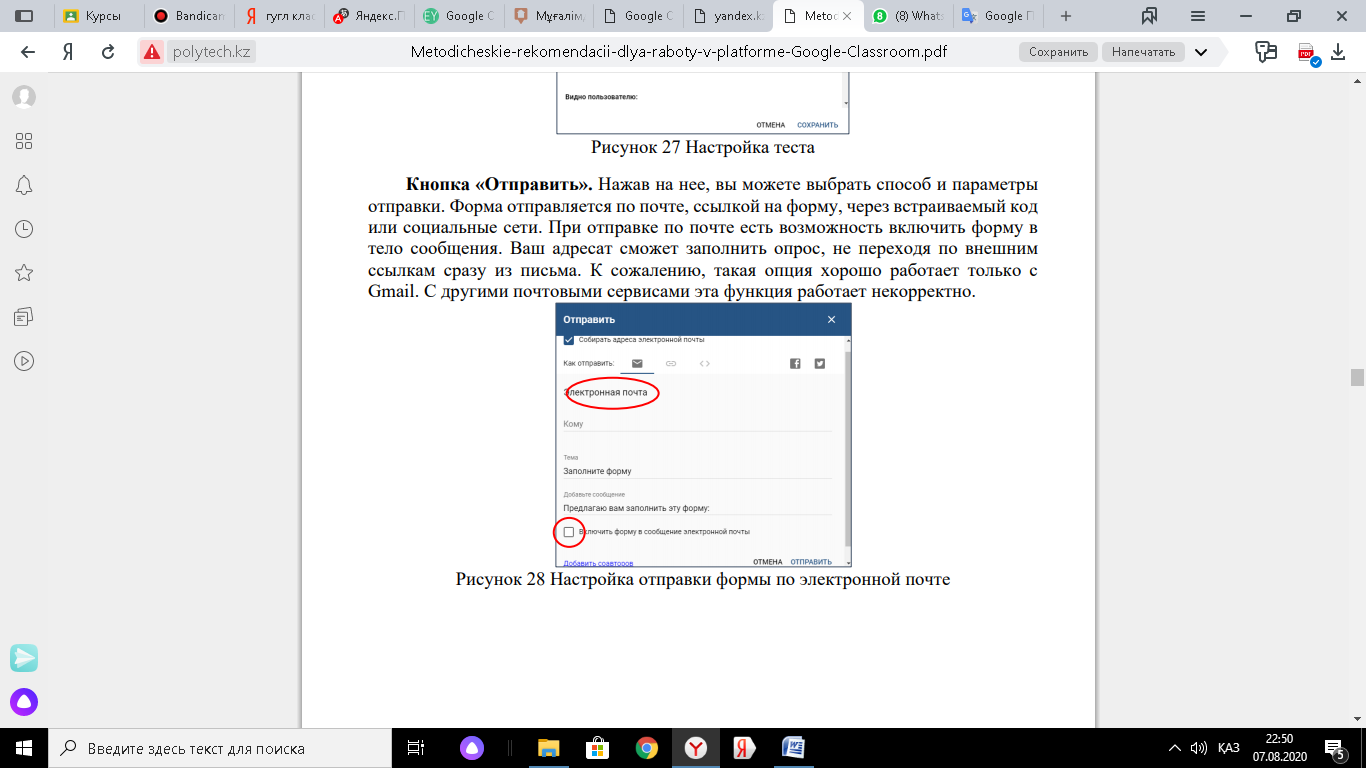 Курсы
Bandicam
гугл клас
Яндекс.П
Google C
Мұғалім,
Google C
yandex.k
Metod
(8) Whats
Google П
polytech.kz
Metodicheskie-rekomendacii-dlya-raboty-v-platforme-Google-Classroom.pdf
Сохранить
Напечатать
Видно пользователю:
ОТМЕНА СОХРАНИТЬ
Рисунок 27 Настройка теста
Кнопка «Отправить». Нажав на нее, вы можете выбрать способ и параметры
отправки. Форма отправляется по почте, ссылкой на форму, через встраиваемый код
или социальные сети. При отправке по почте есть возможность включить форму в
тело сообщения. Ваш адресат сможет заполнить опрос, не переходя по внешним
ссылкам сразу из письма. К сожалению, такая опция хорошо работает только с
Gmail. С другими почтовыми сервисами эта функция работает некорректно.
Отправить
Собирать адреса электронной почты
Как отправить:
Электронная почта
Кому
Тема
Заполните форму
Добавьте сообщение
Предлагаю вам заполнить эту форму:
Включить форму в сообщение электронной почты
Добавить соавторов
ОТМЕНА ОТПРАВИТЬ
Рисунок 28 Настройка отправки формы по электронной почте
Введите здесь текст для поиска
ҚАЗ
22:50
07.08.2020
5